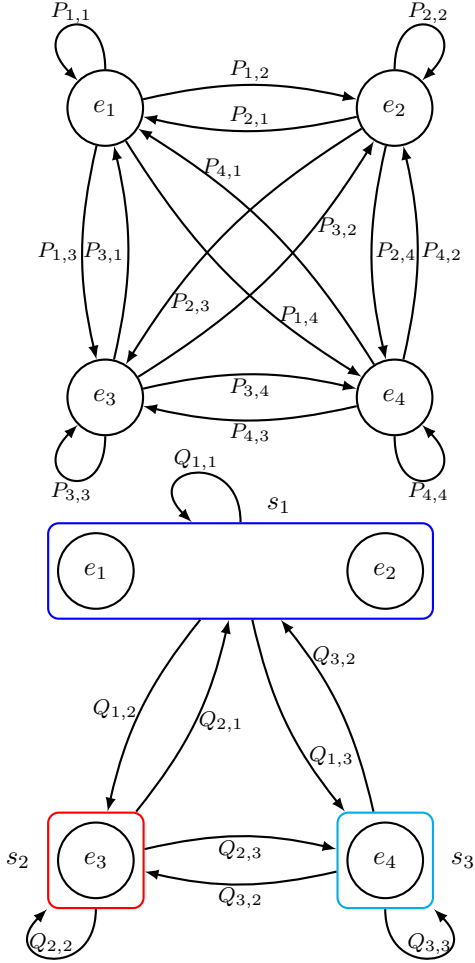 P1,1
P2,2
P1,2
e1
e2
P2,1
P4,1
P3,2
P1,3
P3,1
P2,4
P4,2
P2,3
P1,4
P3,4
e3
e4
P4,3
P3,3
P4,4
Q1,1
s1
e1
e2
Q3,2
Q1,2
Q2,1
Q1,3
Q2,3
s2
e3
e4
s3
Q3,2
Q2,2
Q3,3